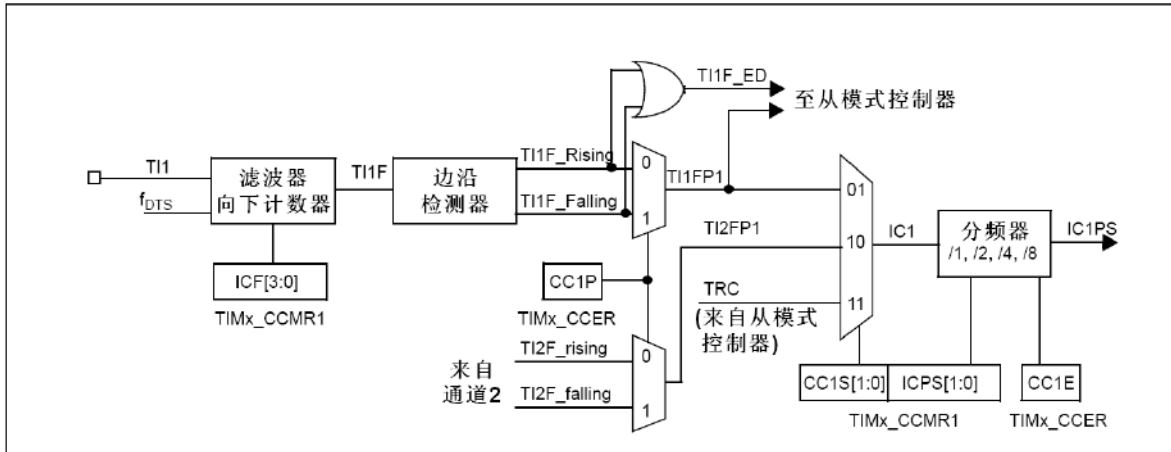 TI1F_ED
至从模式控制器
TI1
f_DTS
滤波器
向下计数器
TI1F
边沿
检测器
TI1F_Rising
TI1F_Falling
0
1
TI1FP1
01
10
11
TI2FP1
IC1
分频器
/1, /2, /4, /8
IC1PS
ICF[3:0]
TIMx_CCMR1
CC1P
TIMx_CCER
TRC
(来自从模式
控制器)
来自
通道2
TI2F_rising
TI2F_falling
0
1
CC1S[1:0]
ICPS[1:0]
TIMx_CCMR1
CC1E
TIMx_CCER